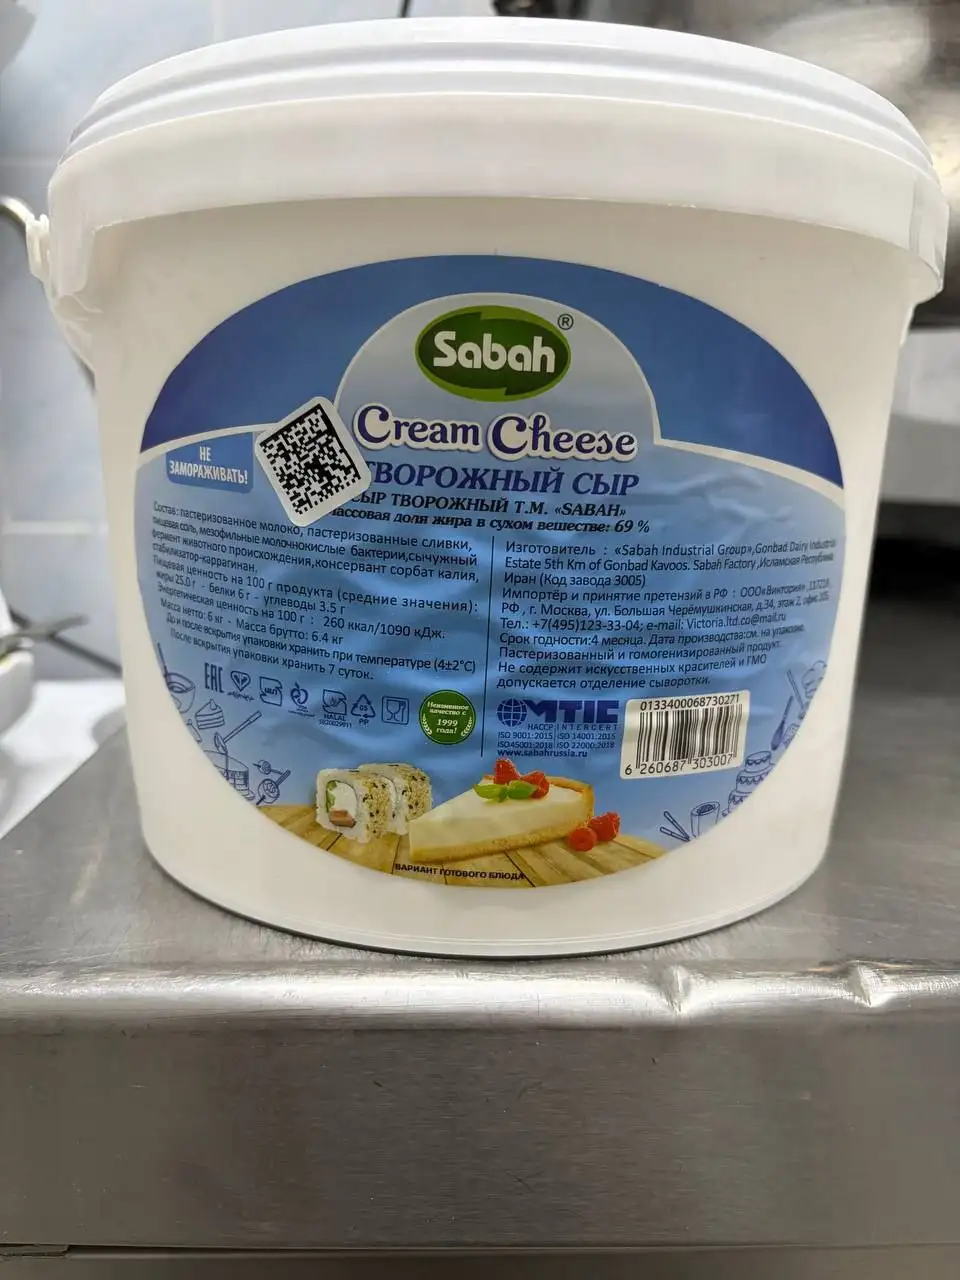 Sabah®
Cream Cheese
НЕ
ЗАМОРАЖИВАТЬ!
ТВОРОЖНЫЙ СЫР
СЫР ТВОРОЖНЫЙ Т.М. «SABAH»
массовая доля жира в сухом веществе: 69 %
Состав: пастеризованное молоко, пастеризованные сливки,
пищевая соль, мезофильные молочнокислые бактерии,сычужный
фермент животного происхождения,консервант сорбат калия,
стабилизатор-каррагинан.
Пищевая ценность на 100 г продукта (средние значения):
жиры 25.0 г - белки 6 г - углеводы 3.5 г
Энергетическая ценность на 100 г : 260 ккал/1090 кДж.
Масса нетто: 6 кг - Масса брутто: 6.4 кг
До и после вскрытия упаковки хранить при температуре (4±2°С)
После вскрытия упаковки хранить 7 суток.
Изготовитель : «Sabah Industrial Group»,Gonbad Dairy Industrial
Estate 5th Km of Gonbad Kavoos. Sabah Factory ,Исламская Республика
Иран (Код завода 3005)
Импортёр и принятие претензий в РФ : ООО«Виктория» ,117218,
РФ , г. Москва, ул. Большая Черёмушкинская, д.34, этаж 2, офис
Тел.: +7(495)123-33-04; e-mail: Victoria.ltd.co@mail.ru
Срок годности:4 месяца. Дата производства:см. на упаковке.
Пастеризованный и гомогенизированный продукт.
Не содержит искусственных красителей и ГМО
допускается отделение сыворотки.
EAC
HALAL
05
PP
Неизменное
качество с
1999
года!
MTIC
HACCP INTERCERT
ISO 9001:2015 ISO 14001:2015
ISO45001:2018 ISO 22000:2018
www.sabahrussia.ru
0133400068730271
6 260687 303007
ВАРИАНТ ГОТОВОГО БЛЮДА